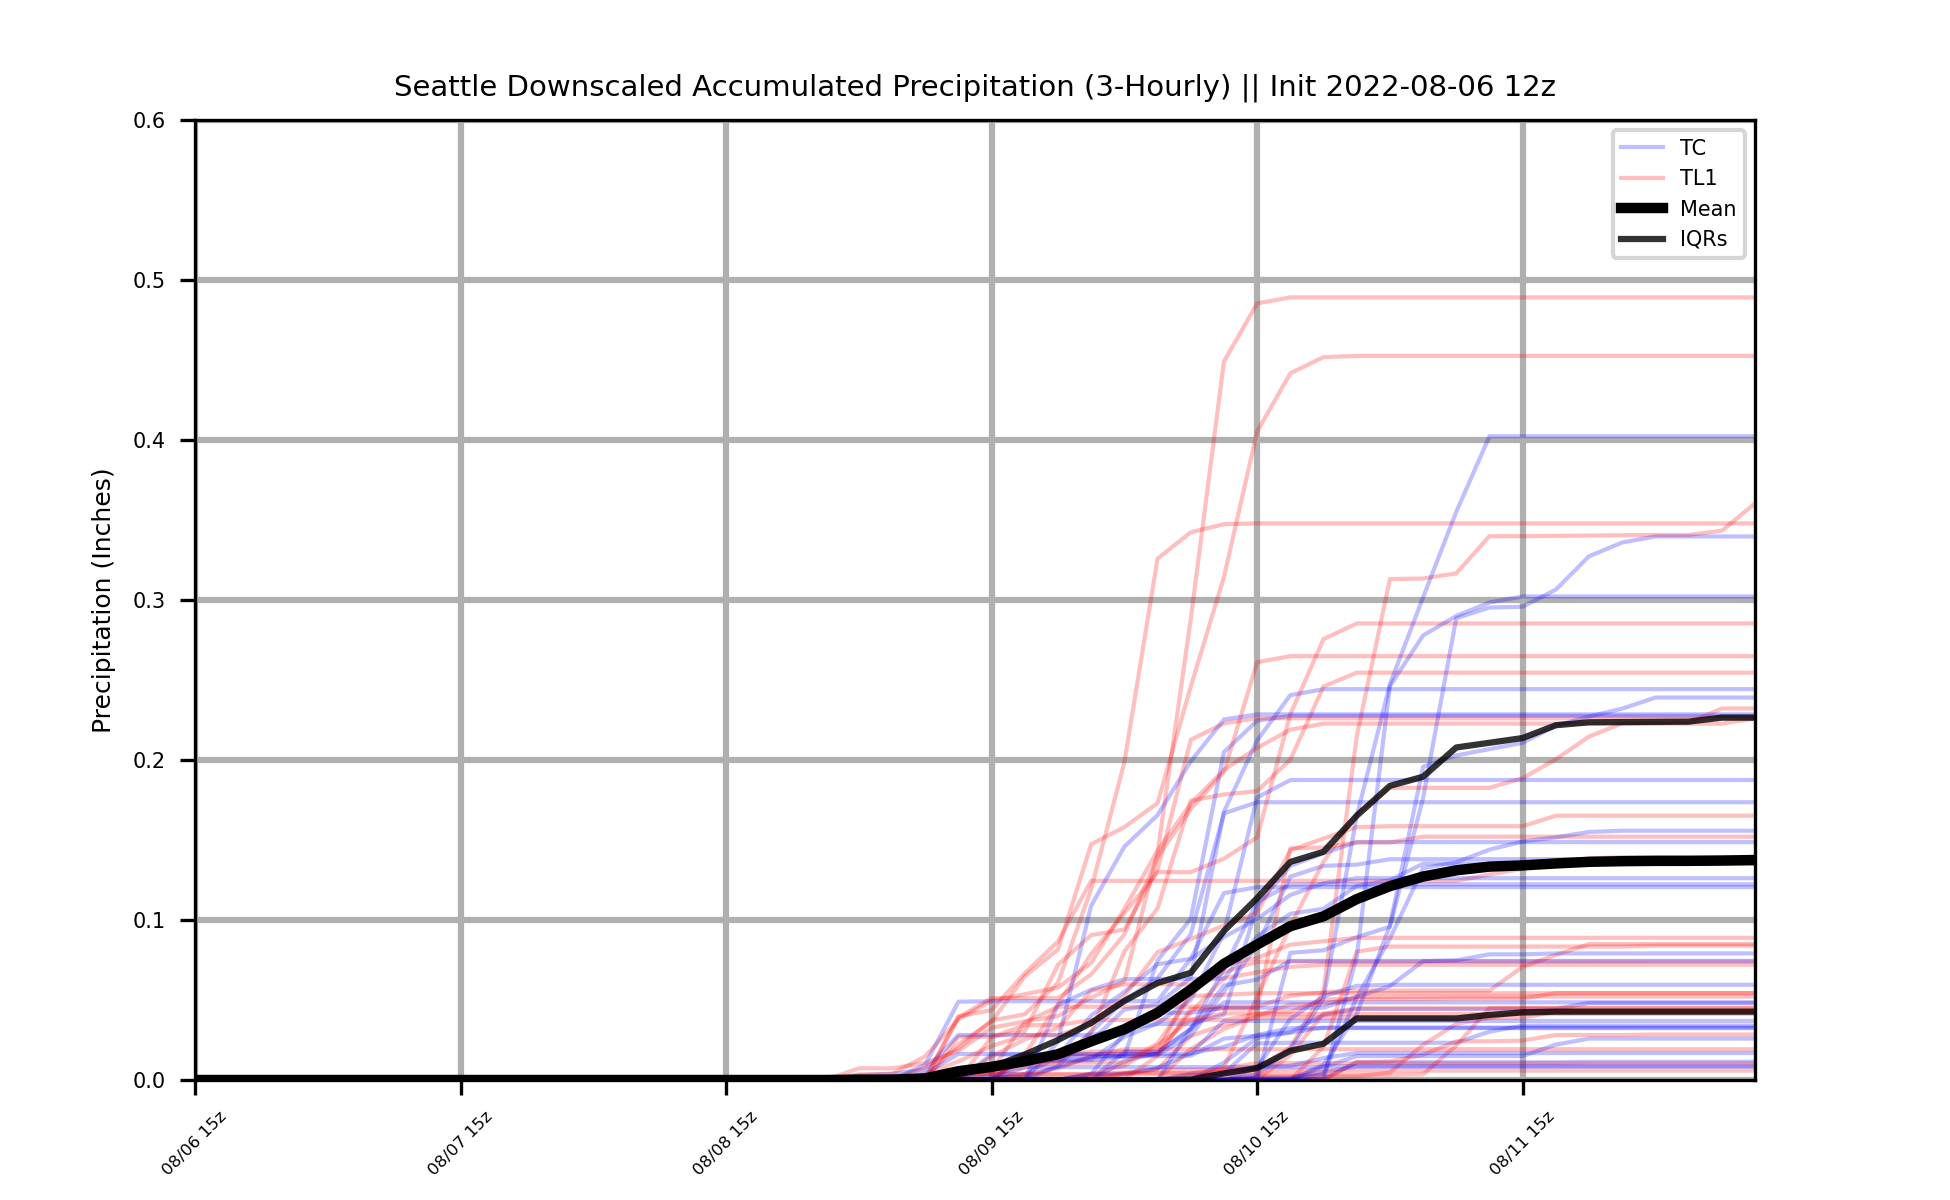 Seattle Downscaled Accumulated Precipitation (3-Hourly) || Init 2022-08-06 12z
0.6
0.5
0.4
0.3
0.2
0.1
0.0
Precipitation (Inches)
TC
TL1
Mean
IQRs
08/06 15z
08/07 15z
08/08 15z
08/09 15z
08/10 15z
08/11 15z